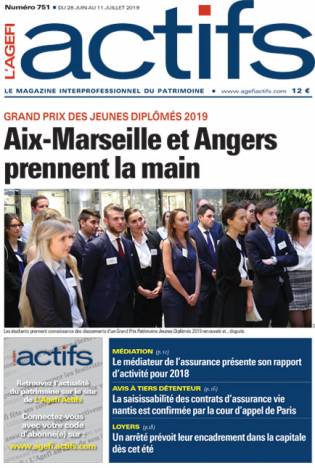 Numéro 751 • DU 28 JUIN AU 11 JUILLET 2019
L'AGEFI
actifs
LE MAGAZINE INTERPROFESSIONNEL DU PATRIMOINE • www.agefiactifs.com 12 €
GRAND PRIX DES JEUNES DIPLÔMÉS 2019
Aix-Marseille et Angers
prennent la main
Les étudiants prennent connaissance des classements d'un Grand Prix Patrimoine Jeunes Diplômés 2019 renouvelé et... disputé.
actifs
Retrouvez l'actualité
du patrimoine sur le site
de L'Agefi Actifs
Connectez-vous
avec votre code
d'abonné(e) sur :
www.agefiactifs.com
MÉDIATION (p.12)
Le médiateur de l'assurance présente son rapport
d'activité pour 2018
AVIS À TIERS DÉTENTEUR (p.16)
La saisissabilité des contrats d'assurance vie
nantis est confirmée par la cour d'appel de Paris
LOYERS (p.18)
Un arrêté prévoit leur encadrement dans la capitale
dès cet été